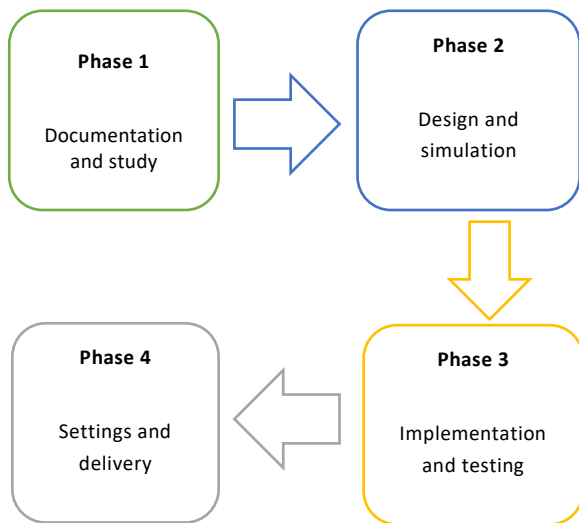 Phase 1
Documentation
and study
Phase 2
Design and
simulation
Phase 3
Implementation
and testing
Phase 4
Settings and
delivery